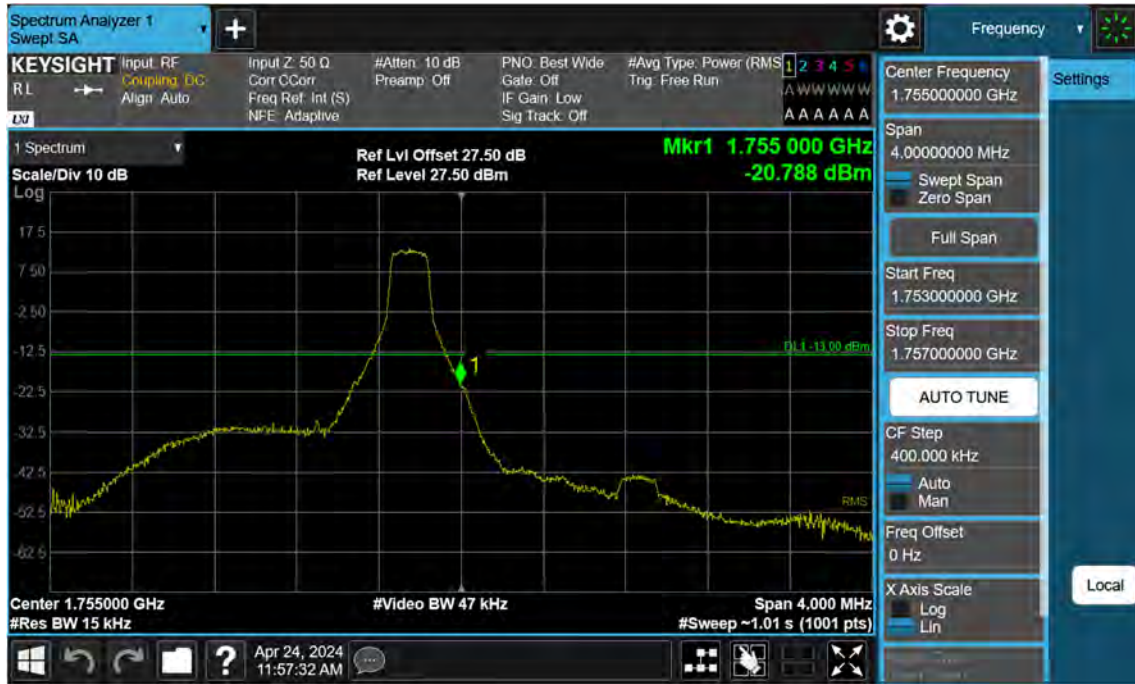 Spectrum Analyzer 1
Swept SA
+
Frequency
KEYSIGHT
RL
LXI
Input: RF
Coupling: DC
Align: Auto
Input Z: 50 Ω
Corr CCorr
Freq Ref: Int (S)
NFE: Adaptive
#Atten: 10 dB
Preamp: Off
PNO: Best Wide
Gate: Off
IF Gain: Low
Sig Track: Off
#Avg Type: Power (RMS
Trig: Free Run
1 2 3 4 5 6
A W W W W W
A A A A A A
1 Spectrum
Scale/Div 10 dB
Ref Lvl Offset 27.50 dB
Ref Level 27.50 dBm
Mkr1 1.755 000 GHz
-20.788 dBm
Log
17.5
7.50
-2.50
-12.5
-22.5
-32.5
-42.5
-52.5
-62.5
DL1 -13.00 dBm
1
RMS
Center 1.755000 GHz
#Res BW 15 kHz
#Video BW 47 kHz
Span 4.000 MHz
#Sweep ~1.01 s (1001 pts)
Center Frequency
1.755000000 GHz
Span
4.00000000 MHz
Swept Span
Zero Span
Full Span
Start Freq
1.753000000 GHz
Stop Freq
1.757000000 GHz
AUTO TUNE
CF Step
400.000 kHz
Auto
Man
Freq Offset
0 Hz
X Axis Scale
Log
Lin
Settings
Local
?
Apr 24, 2024
11:57:32 AM